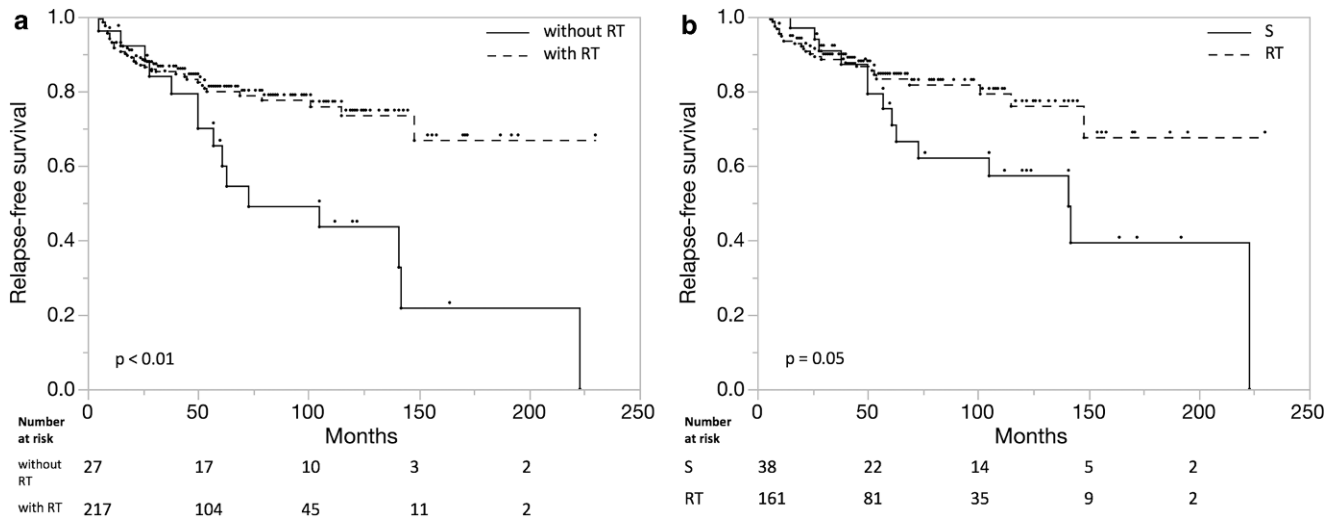 a
1.0
0.8
0.6
0.4
0.2
0.0
Relapse-free survival
without RT
with RT
p < 0.01
0 50 100 150 200 250
Months
Number
at risk
without
RT
27 17 10 3 2
with RT 217 104 45 11 2
b
1.0
0.8
0.6
0.4
0.2
0.0
Relapse-free survival
S
RT
p = 0.05
0 50 100 150 200 250
Months
Number
at risk
S 38 22 14 5 2
RT 161 81 35 9 2